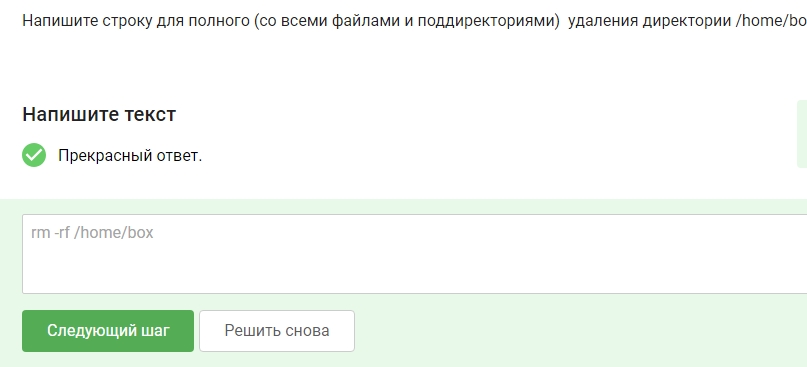 Напишите строку для полного (со всеми файлами и поддиректориями) удаления директории /home/bo
Напишите текст
Прекрасный ответ.
rm -rf /home/box
Следующий шаг
Решить снова